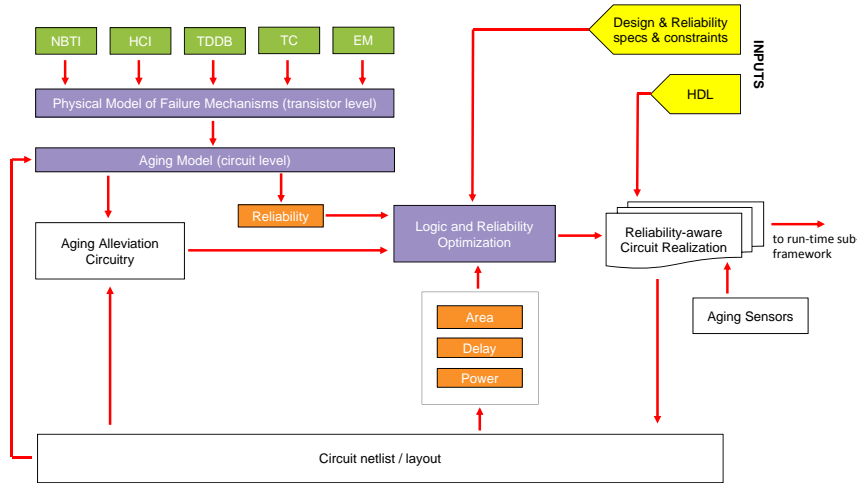 NBTI
HCI
TDDB
TC
EM
Design & Reliability
specs & constraints
INPUTS
HDL
Physical Model of Failure Mechanisms (transistor level)
Aging Model (circuit level)
Reliability
Aging Alleviation
Circuitry
Logic and Reliability
Optimization
Reliability-aware
Circuit Realization
to run-time sub-
framework
Area
Delay
Power
Aging Sensors
Circuit netlist / layout